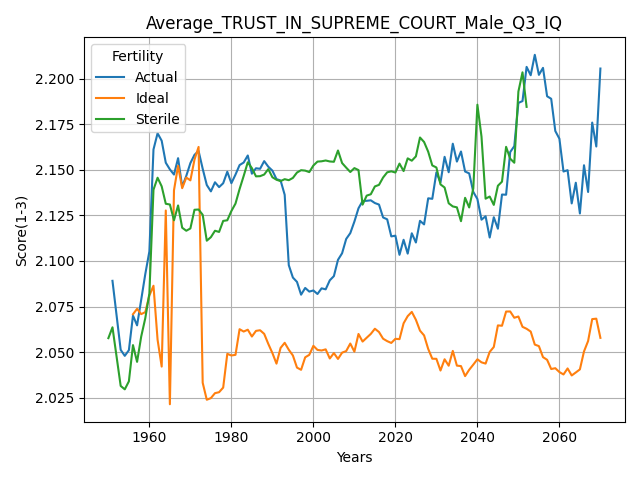 Average_TRUST_IN_SUPREME_COURT_Male_Q3_IQ
Fertility
Actual
Ideal
Sterile
Score(1-3)
2.200
2.175
2.150
2.125
2.100
2.075
2.050
2.025
1960 1980 2000 2020 2040 2060
Years